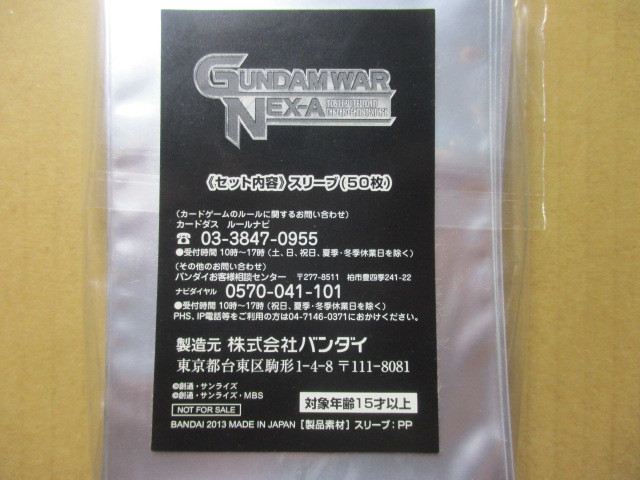 GUNDAM WAR
NEX-A
《セット内容》スリーブ(50枚)
(カードゲームのルールに関するお問い合わせ)
カードダス ルールナビ
☎ 03-3847-0955
●受付時間 10時～17時(土、日、祝日、夏季・冬季休業日を除く)
(その他のお問い合わせ)
バンダイお客様相談センター 〒277-8511 柏市豊四季241-22
ナビダイヤル 0570-041-101
●受付時間 10時～17時(祝日、夏季・冬季休業日を除く)
PHS、IP電話等をご利用の方は04-7146-0371におかけください。
製造元 株式会社バンダイ
東京都台東区駒形1-4-8 〒111-8081
©創通・サンライズ
©創通・サンライズ・MBS
NOT FOR SALE
対象年齢15才以上
BANDAI 2013 MADE IN JAPAN [製品素材] スリーブ：PP